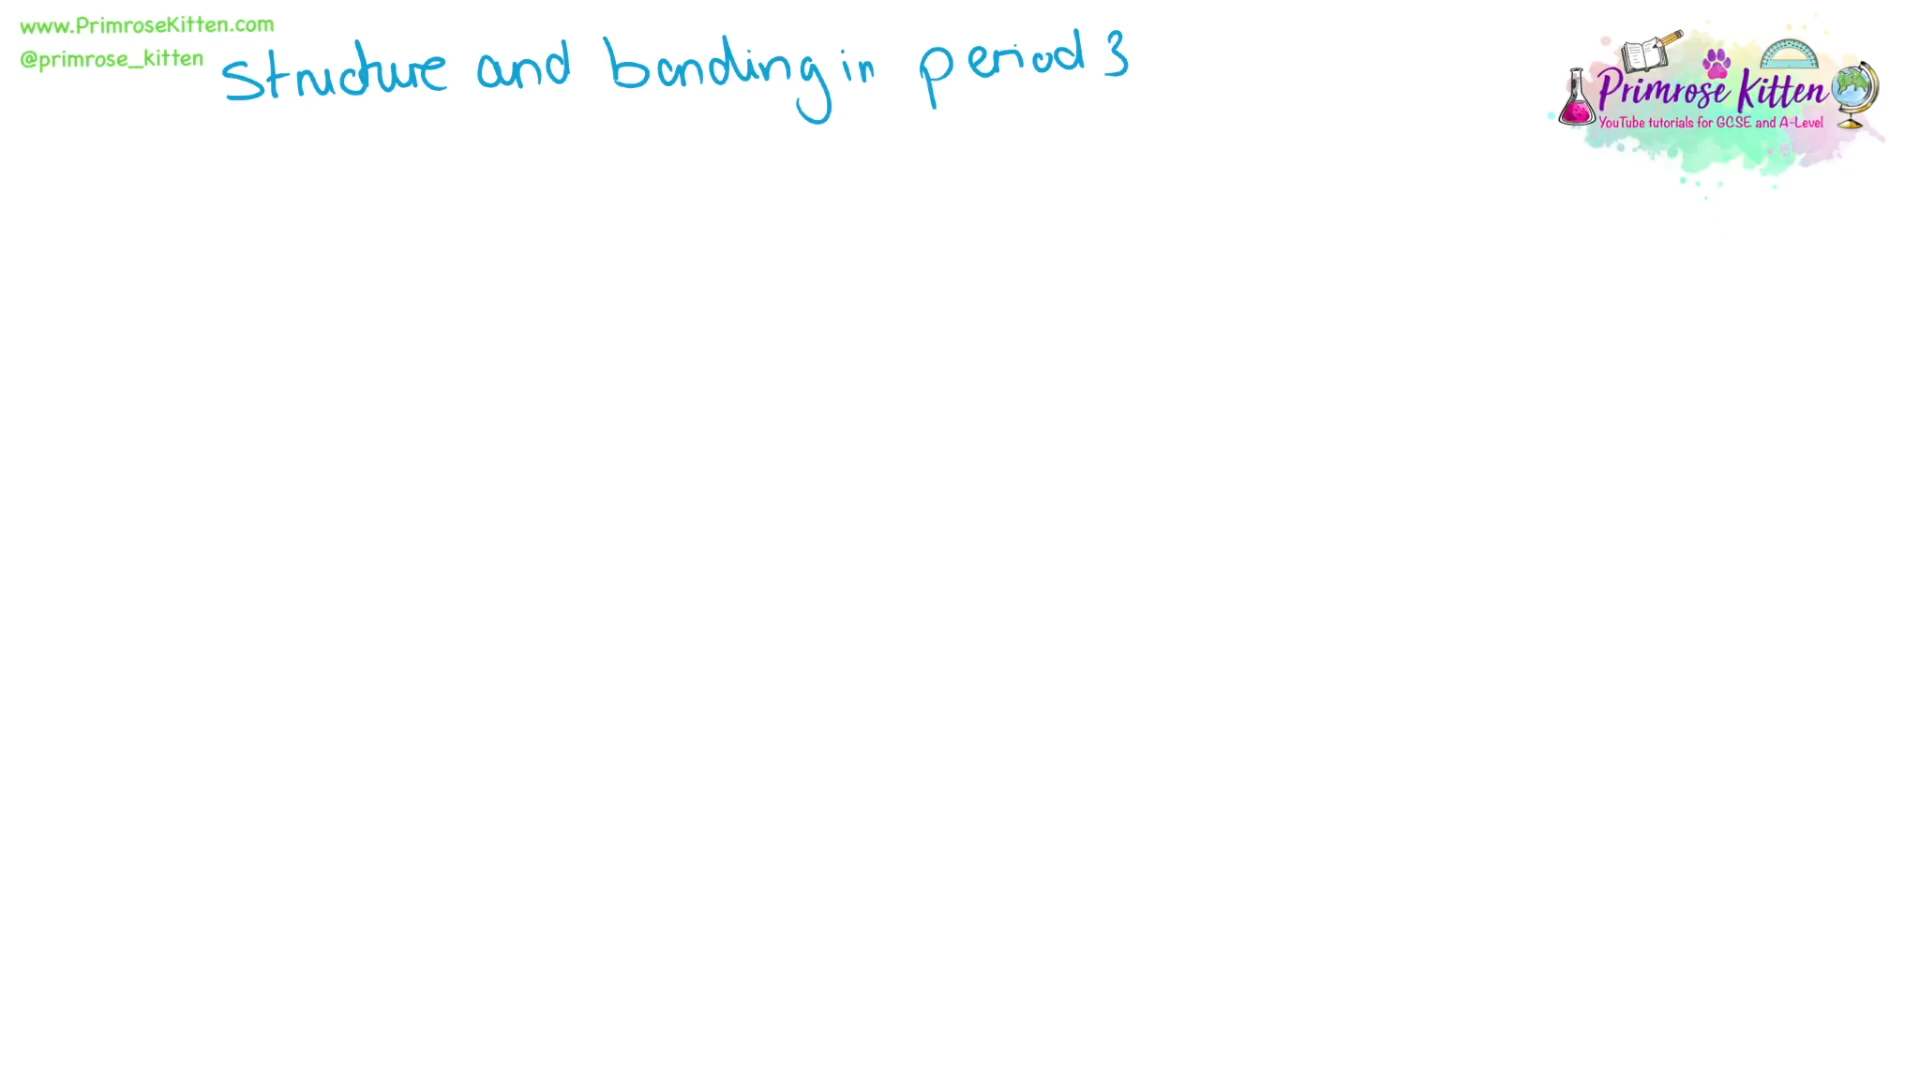 www.PrimroseKitten.com
@primrose_kitten
Structure and bonding in period 3
Primrose Kitten
YouTube tutorials for GCSE and A-Level